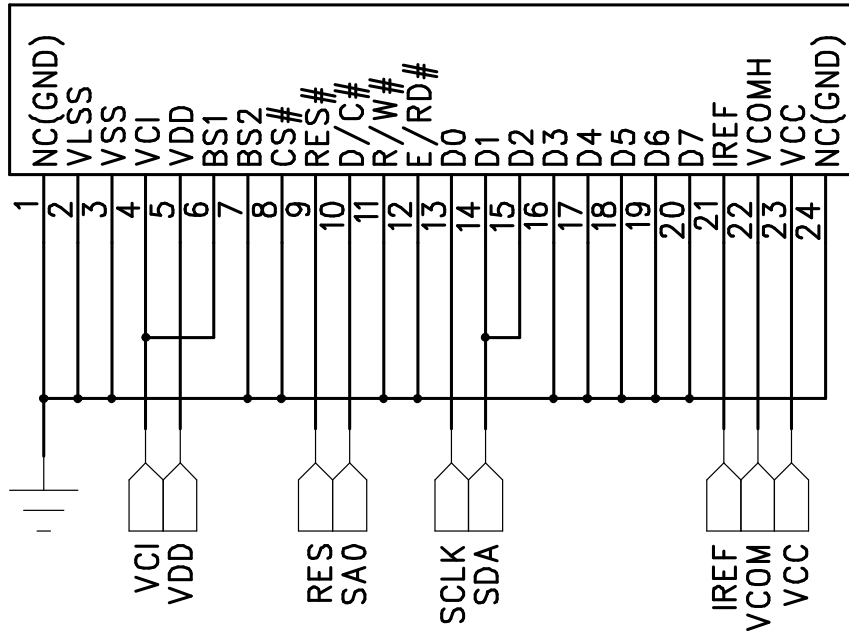 NC(GND)
VLSS
VSS
VCI
VDD
BS1
BS2
CS#
RES#
D/C#
R/W#
E/RD#
D0
D1
D2
D3
D4
D5
D6
D7
IREF
VCOMH
VCC
NC(GND)
1
2
3
4
5
6
7
8
9
10
11
12
13
14
15
16
17
18
19
20
21
22
23
24
VCI
VDD
RES
SA0
SCLK
SDA
IREF
VCOM
VCC